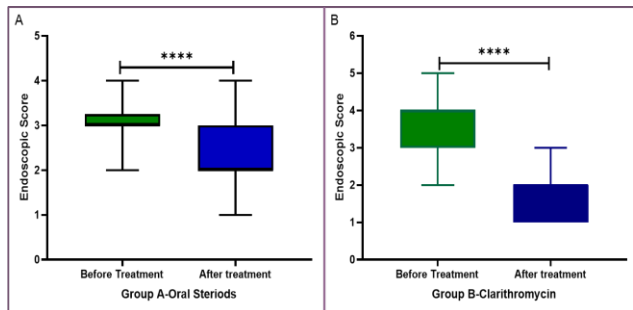 A
5
4
3
2
1
0
Endoscopic Score
****
Before Treatment
After treatment
Group A-Oral Steriods
B
6
5
4
3
2
1
0
Endoscopic Score
****
Before Treatment
After treatment
Group B-Clarithromycin